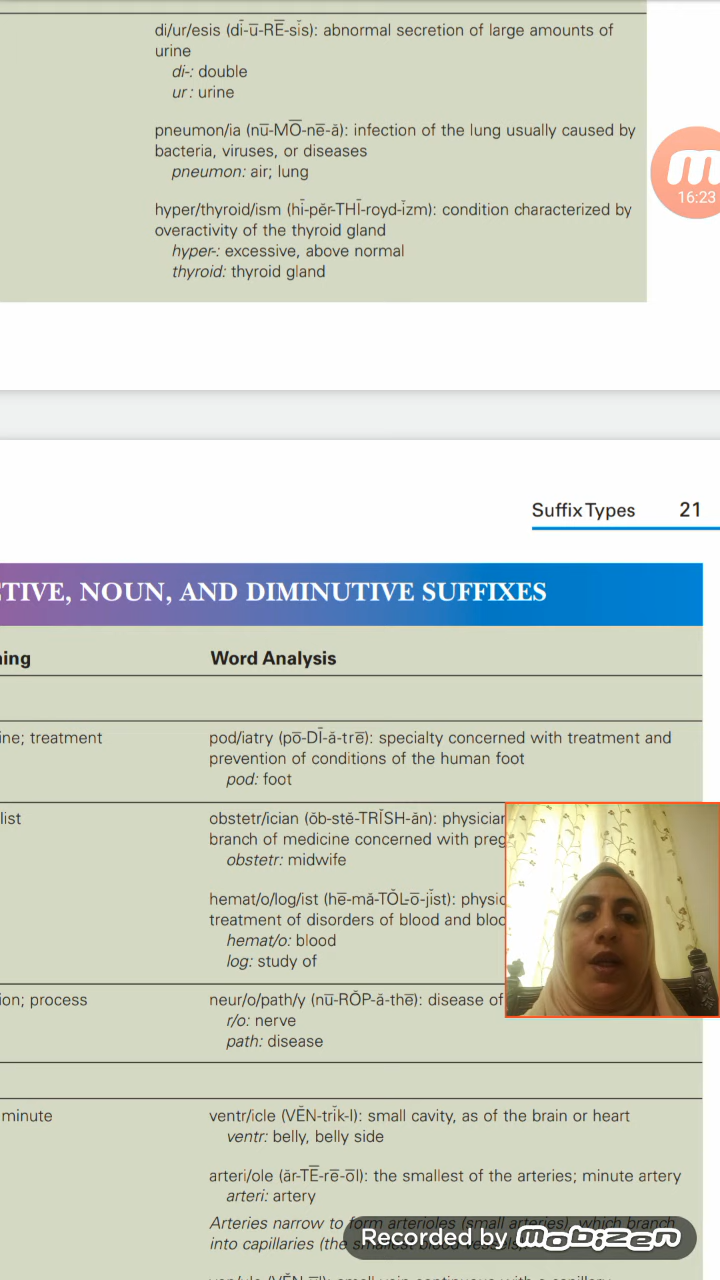 di/ur/esis (dī-ū-RĒ-sĭs): abnormal secretion of large amounts of
urine
di-: double
ur : urine
pneumon/ia (nū-MŌ-nē-ă): infection of the lung usually caused by
bacteria, viruses, or diseases
pneumon: air; lung
16:23
hyper/thyroid/ism (hī-pĕr-THĪ-royd-ĭzm): condition characterized by
overactivity of the thyroid gland
hyper-: excessive, above normal
thyroid: thyroid gland
Suffix Types 21
CTIVE, NOUN, AND DIMINUTIVE SUFFIXES
ning Word Analysis
ine; treatment pod/iatry (pō-DĪ-ă-trē): specialty concerned with treatment and
prevention of conditions of the human foot
pod: foot
list obstetr/ician (ŏb-stĕ-TRĬSH-ăn): physician
branch of medicine concerned with preg
obstetr: midwife
hemat/o/log/ist (hē-mă-TŎL-ō-jĭst): physic
treatment of disorders of blood and bloo
hemat/o: blood
log: study of
ion; process neur/o/path/y (nū-RŎP-ă-thē): disease of
r/o: nerve
path: disease
minute ventr/icle (VĔN-trĭk-l): small cavity, as of the brain or heart
ventr: belly, belly side
arteri/ole (ăr-TĒ-rē-ōl): the smallest of the arteries; minute artery
arteri: artery
Arteries narrow to form arterioles (small arteries), which branch
into capillaries (the smallest blood vessels).
Recorded by mobizen